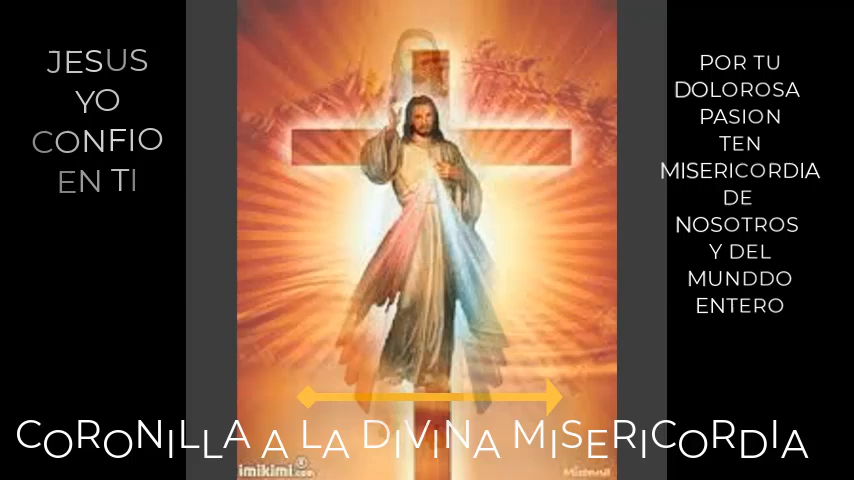 JESUS
YO
CONFIO
EN TI
POR TU
DOLOROSA
PASION
TEN
MISERICORDIA
DE
NOSOTROS
Y DEL
MUNDDO
ENTERO
CORONILLA A LA DIVINA MISERICORDIA
imikimi.com